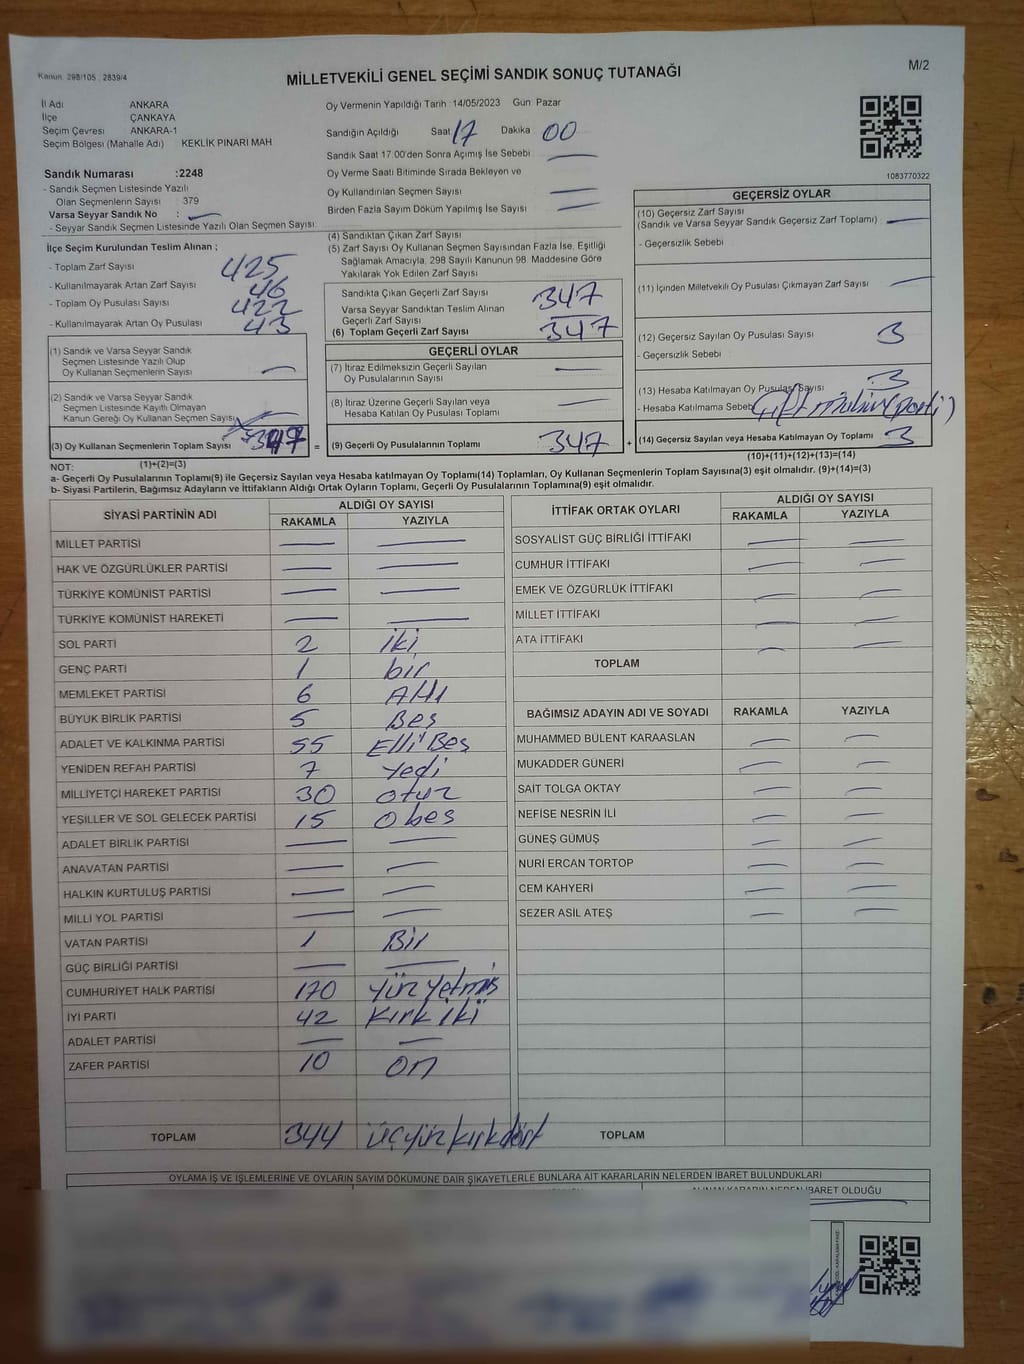 Kanun: 298/105 ; 2839/4
M/2
MİLLETVEKİLİ GENEL SEÇİMİ SANDIK SONUÇ TUTANAĞI
İl Adı ANKARA
İlçe ÇANKAYA
Seçim Çevresi ANKARA-1
Seçim Bölgesi (Mahalle Adı) KEKLİK PINARI MAH
Sandık Numarası :2248
- Sandık Seçmen Listesinde Yazılı
Olan Seçmenlerin Sayısı : 379
Varsa Seyyar Sandık No : —
- Seyyar Sandık Seçmen Listesinde Yazılı Olan Seçmen Sayısı:
Oy Vermenin Yapıldığı Tarih : 14/05/2023 Gün Pazar
Sandığın Açıldığı Saat 17 Dakika 00
Sandık Saat 17.00'den Sonra Açımış İse Sebebi —
Oy Verme Saati Bitiminde Sırada Bekleyen ve
Oy Kullandırılan Seçmen Sayısı —
Birden Fazla Sayım Döküm Yapılmış İse Sayısı —
1083770322
İlçe Seçim Kurulundan Teslim Alınan ;
- Toplam Zarf Sayısı 425
- Kullanılmayarak Artan Zarf Sayısı 46
- Toplam Oy Pusulası Sayısı 422
- Kullanılmayarak Artan Oy Pusulası 43
(4) Sandıktan Çıkan Zarf Sayısı
(5) Zarf Sayısı Oy Kullanan Seçmen Sayısından Fazla İse, Eşitliği
Sağlamak Amacıyla, 298 Sayılı Kanunun 98. Maddesine Göre
Yakılarak Yok Edilen Zarf Sayısı
Sandıkta Çıkan Geçerli Zarf Sayısı 347
Varsa Seyyar Sandıktan Teslim Alınan
Geçerli Zarf Sayısı —
(6) Toplam Geçerli Zarf Sayısı 347
GEÇERSİZ OYLAR
(10) Geçersiz Zarf Sayısı
(Sandık ve Varsa Seyyar Sandık Geçersiz Zarf Toplamı) —
- Geçersizlik Sebebi
(11) İçinden Milletvekili Oy Pusulası Çıkmayan Zarf Sayısı —
(12) Geçersiz Sayılan Oy Pusulası Sayısı 3
- Geçersizlik Sebebi
(13) Hesaba Katılmayan Oy Pusulası Sayısı 3
- Hesaba Katılmama Sebebi
(14) Geçersiz Sayılan veya Hesaba Katılmayan Oy Toplamı 3
(10)+(11)+(12)+(13)=(14)
(1) Sandık ve Varsa Seyyar Sandık
Seçmen Listesinde Yazılı Olup
Oy Kullanan Seçmenlerin Sayısı —
(2) Sandık ve Varsa Seyyar Sandık
Seçmen Listesinde Kayıtlı Olmayan
Kanun Gereği Oy Kullanan Seçmen Sayısı
(3) Oy Kullanan Seçmenlerin Toplam Sayısı 347 =
(1)+(2)=(3)
GEÇERLİ OYLAR
(7) İtiraz Edilmeksizin Geçerli Sayılan
Oy Pusulalarının Sayısı —
(8) İtiraz Üzerine Geçerli Sayılan veya
Hesaba Katılan Oy Pusulası Toplamı —
(9) Geçerli Oy Pusulalarının Toplamı 347 +
NOT:
a- Geçerli Oy Pusulalarının Toplamı(9) ile Geçersiz Sayılan veya Hesaba katılmayan Oy Toplamı(14) Toplamları, Oy Kullanan Seçmenlerin Toplam Sayısına(3) eşit olmalıdır. (9)+(14)=(3)
b- Siyasi Partilerin, Bağımsız Adayların ve İttifakların Aldığı Ortak Oyların Toplamı, Geçerli Oy Pusulalarının Toplamına(9) eşit olmalıdır.
SİYASİ PARTİNİN ADI ALDIĞI OY SAYISI
RAKAMLA YAZIYLA
MİLLET PARTİSİ — —
HAK VE ÖZGÜRLÜKLER PARTİSİ — —
TÜRKİYE KOMÜNİST PARTİSİ — —
TÜRKİYE KOMÜNİST HAREKETİ — —
SOL PARTİ 2 iki
GENÇ PARTİ 1 bir
MEMLEKET PARTİSİ 6 Altı
BÜYÜK BİRLİK PARTİSİ 5 Beş
ADALET VE KALKINMA PARTİSİ 55 Elli Beş
YENİDEN REFAH PARTİSİ 7 Yedi
MİLLİYETÇİ HAREKET PARTİSİ 30 otuz
YEŞİLLER VE SOL GELECEK PARTİSİ 15 0 beş
ADALET BİRLİK PARTİSİ — —
ANAVATAN PARTİSİ — —
HALKIN KURTULUŞ PARTİSİ — —
MİLLİ YOL PARTİSİ — —
VATAN PARTİSİ 1 Bir
GÜÇ BİRLİĞİ PARTİSİ — —
CUMHURİYET HALK PARTİSİ 170 Yüz Yetmiş
İYİ PARTİ 42 Kırk iki
ADALET PARTİSİ — —
ZAFER PARTİSİ 10 on
TOPLAM 344 üçyüz kırkdört
İTTİFAK ORTAK OYLARI ALDIĞI OY SAYISI
RAKAMLA YAZIYLA
SOSYALİST GÜÇ BİRLİĞİ İTTİFAKI — —
CUMHUR İTTİFAKI — —
EMEK VE ÖZGÜRLÜK İTTİFAKI — —
MİLLET İTTİFAKI — —
ATA İTTİFAKI — —
TOPLAM
BAĞIMSIZ ADAYIN ADI VE SOYADI RAKAMLA YAZIYLA
MUHAMMED BÜLENT KARAASLAN — —
MUKADDER GÜNERİ — —
SAİT TOLGA OKTAY — —
NEFİSE NESRİN İLİ — —
GÜNEŞ GÜMÜŞ — —
NURİ ERCAN TORTOP — —
CEM KAHYERİ — —
SEZER ASİL ATEŞ — —
TOPLAM
OYLAMA İŞ VE İŞLEMLERİNE VE OYLARIN SAYIM DÖKÜMÜNE DAİR ŞİKAYETLERLE BUNLARA AİT KARARLARIN NELERDEN İBARET BULUNDUKLARI
ALINAN KARARIN NEDEN İBARET OLDUĞU